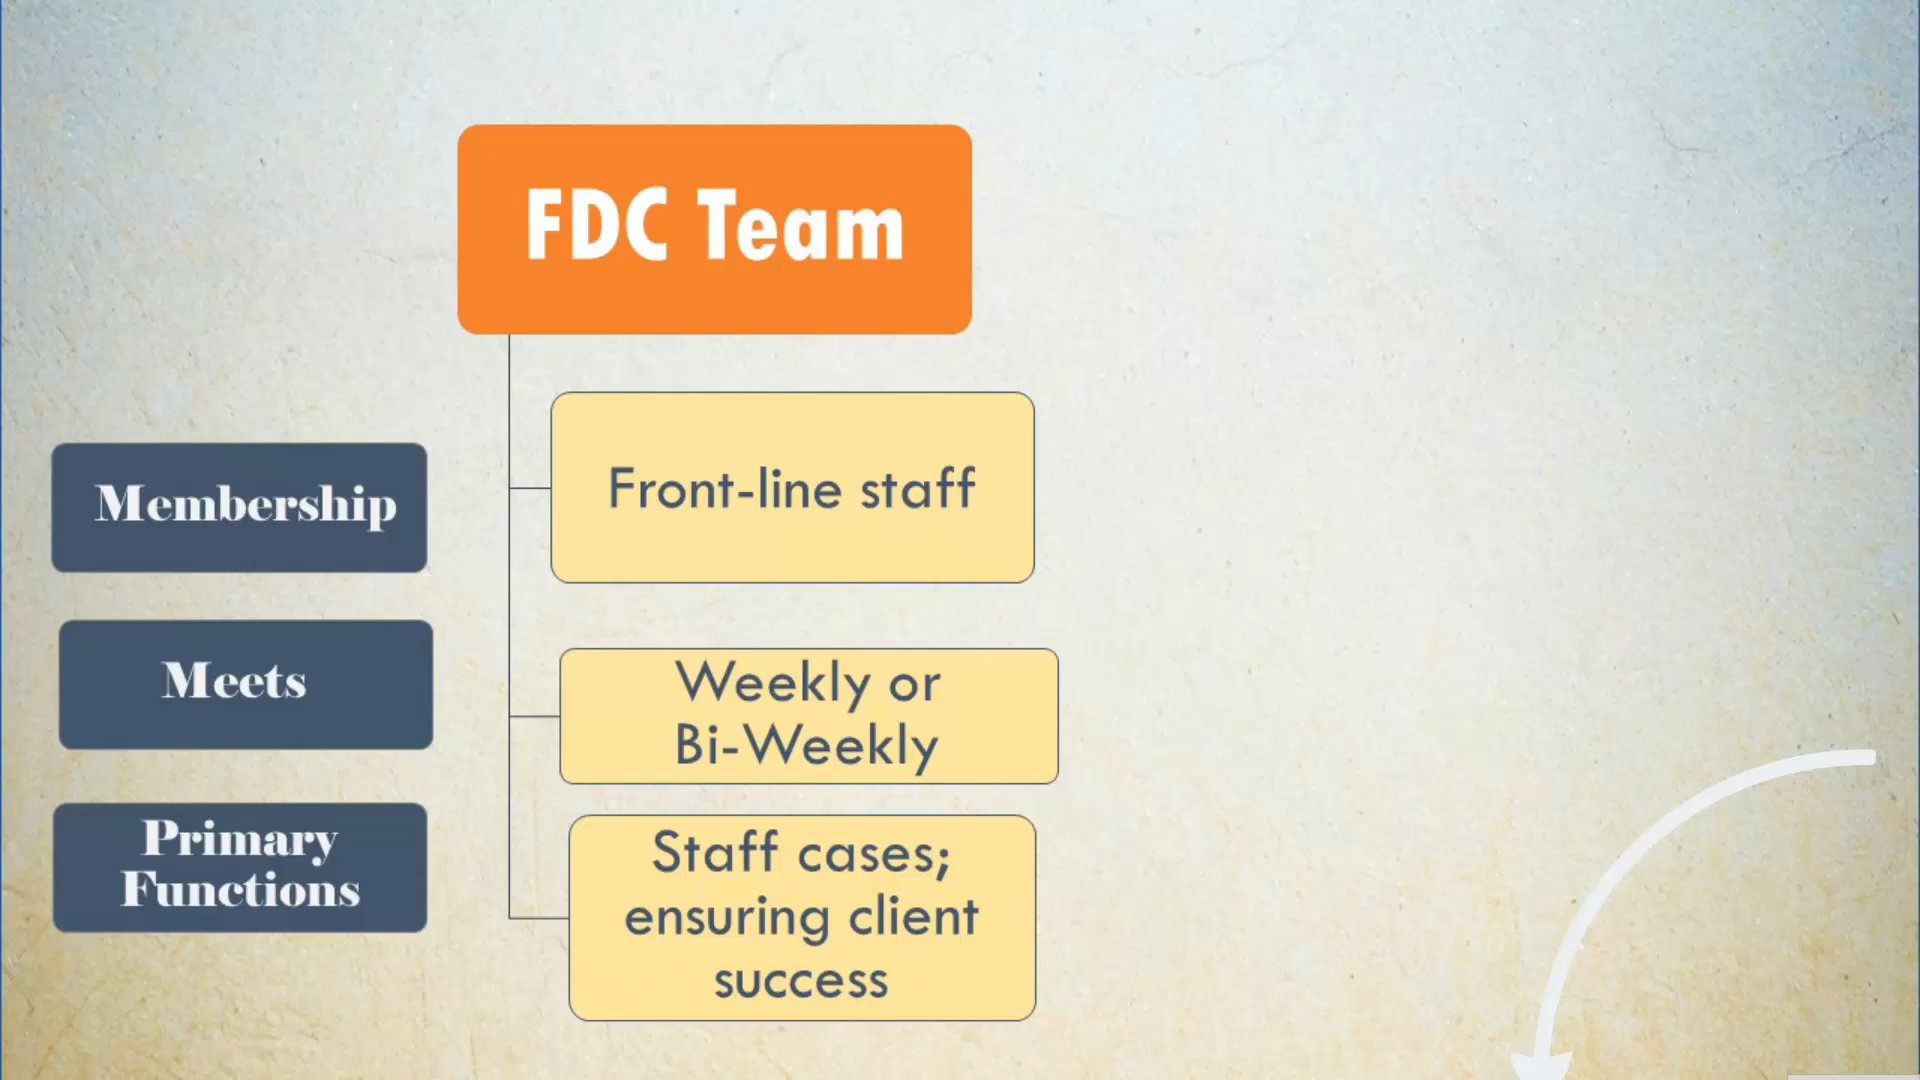 FDC Team
Membership
Front-line staff
Meets
Weekly or
Bi-Weekly
Primary
Functions
Staff cases;
ensuring client
success